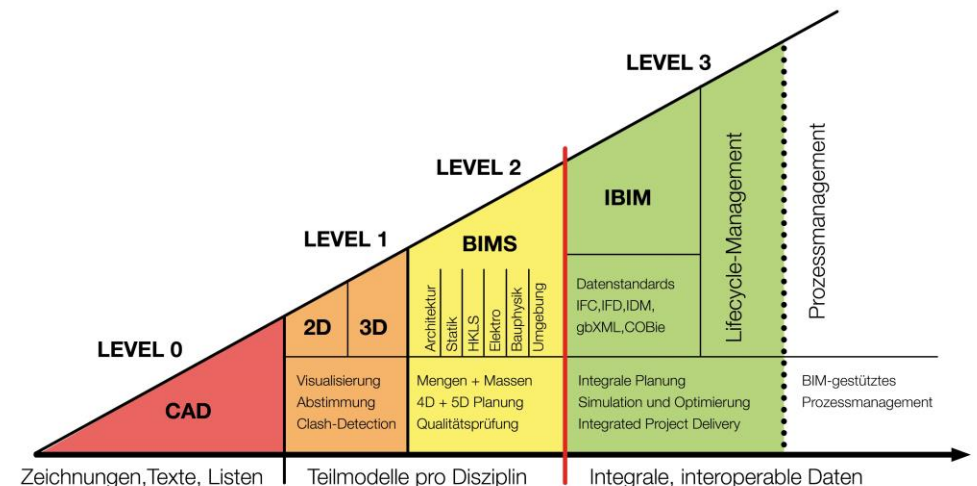 LEVEL 3
LEVEL 2
LEVEL 1
LEVEL 0
CAD
2D
3D
BIMS
Architektur
Statik
HKLS
Elektro
Bauphysik
Umgebung
IBIM
Datenstandards
IFC,IFD,IDM,
gbXML,COBie
Lifecycle-Management
Prozessmanagement
Visualisierung
Abstimmung
Clash-Detection
Mengen + Massen
4D + 5D Planung
Qualitätsprüfung
Integrale Planung
Simulation und Optimierung
Integrated Project Delivery
BIM-gestütztes
Prozessmanagement
Zeichnungen,Texte, Listen
Teilmodelle pro Disziplin
Integrale, interoperable Daten